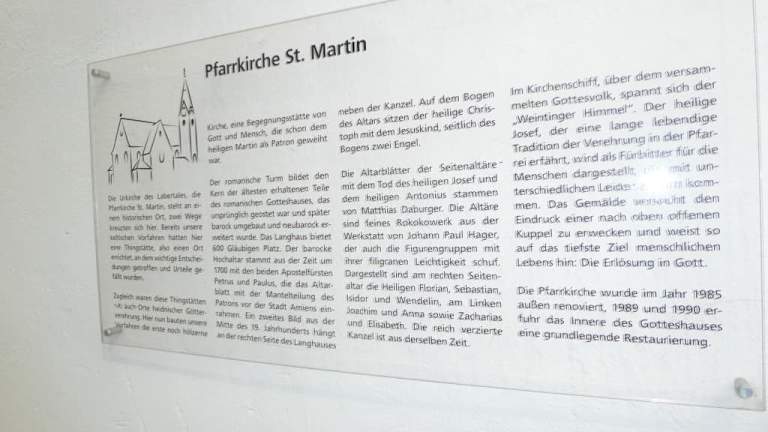 Pfarrkirche St. Martin
Die Urkirche des Labertales, die
Pfarrkirche St. Martin, steht an ei-
nem historischen Ort, zwei Wege
kreuzten sich hier. Bereits unsere
keltischen Vorfahren hatten hier
eine Thingstätte, also einen Ort
errichtet, an dem wichtige Entschei-
dungen getroffen und Urteile ge-
fällt wurden.
Zugleich waren diese Thingstätten
auch Orte heidnischer Götter-
verehrung. Hier nun bauten unsere
Vorfahren die erste noch hölzerne
Kirche, eine Begegnungsstätte von
Gott und Mensch, die schon dem
heiligen Martin als Patron geweiht
war.
Der romanische Turm bildet den
Kern der ältesten erhaltenen Teile
des romanischen Gotteshauses, das
ursprünglich geostet war und später
barock umgebaut und neubarock er-
weitert wurde. Das Langhaus bietet
600 Gläubigen Platz. Der barocke
Hochaltar stammt aus der Zeit um
1700 mit den beiden Apostelfürsten
Petrus und Paulus, die das Altar-
blatt mit der Mantelteilung des
Patrons vor der Stadt Amiens ein-
rahmen. Ein zweites Bild aus der
Mitte des 19. Jahrhunderts hängt
an der rechten Seite des Langhauses
neben der Kanzel. Auf dem Bogen
des Altars sitzen der heilige Chris-
toph mit dem Jesuskind, seitlich des
Bogens zwei Engel.
Die Altarblätter der Seitenaltäre
mit dem Tod des heiligen Josef und
dem heiligen Antonius stammen
von Matthias Daburger. Die Altäre
sind feines Rokokowerk aus der
Werkstatt von Johann Paul Hager,
der auch die Figurengruppen mit
ihrer filigranen Leichtigkeit schuf.
Dargestellt sind am rechten Seiten-
altar die Heiligen Florian, Sebastian,
Isidor und Wendelin, am Linken
Joachim und Anna sowie Zacharias
und Elisabeth. Die reich verzierte
Kanzel ist aus derselben Zeit.
Im Kirchenschiff, über dem versam-
melten Gottesvolk, spannt sich der
„Weintinger Himmel". Der heilige
Josef, der eine lange lebendige
Tradition der Verehrung in der Pfar-
rei erfährt, wird als Fürbitter für die
Menschen dargestellt, mit un-
terschiedlichen
men. Das Gemälde versucht dem
Eindruck einer nach oben offenen
Kuppel zu erwecken und weist so
auf das tiefste Ziel menschlichen
Lebens hin: Die Erlösung in Gott.
Die Pfarrkirche wurde im Jahr 1985
außen renoviert, 1989 und 1990 er-
fuhr das Innere des Gotteshauses
eine grundlegende Restaurierung.